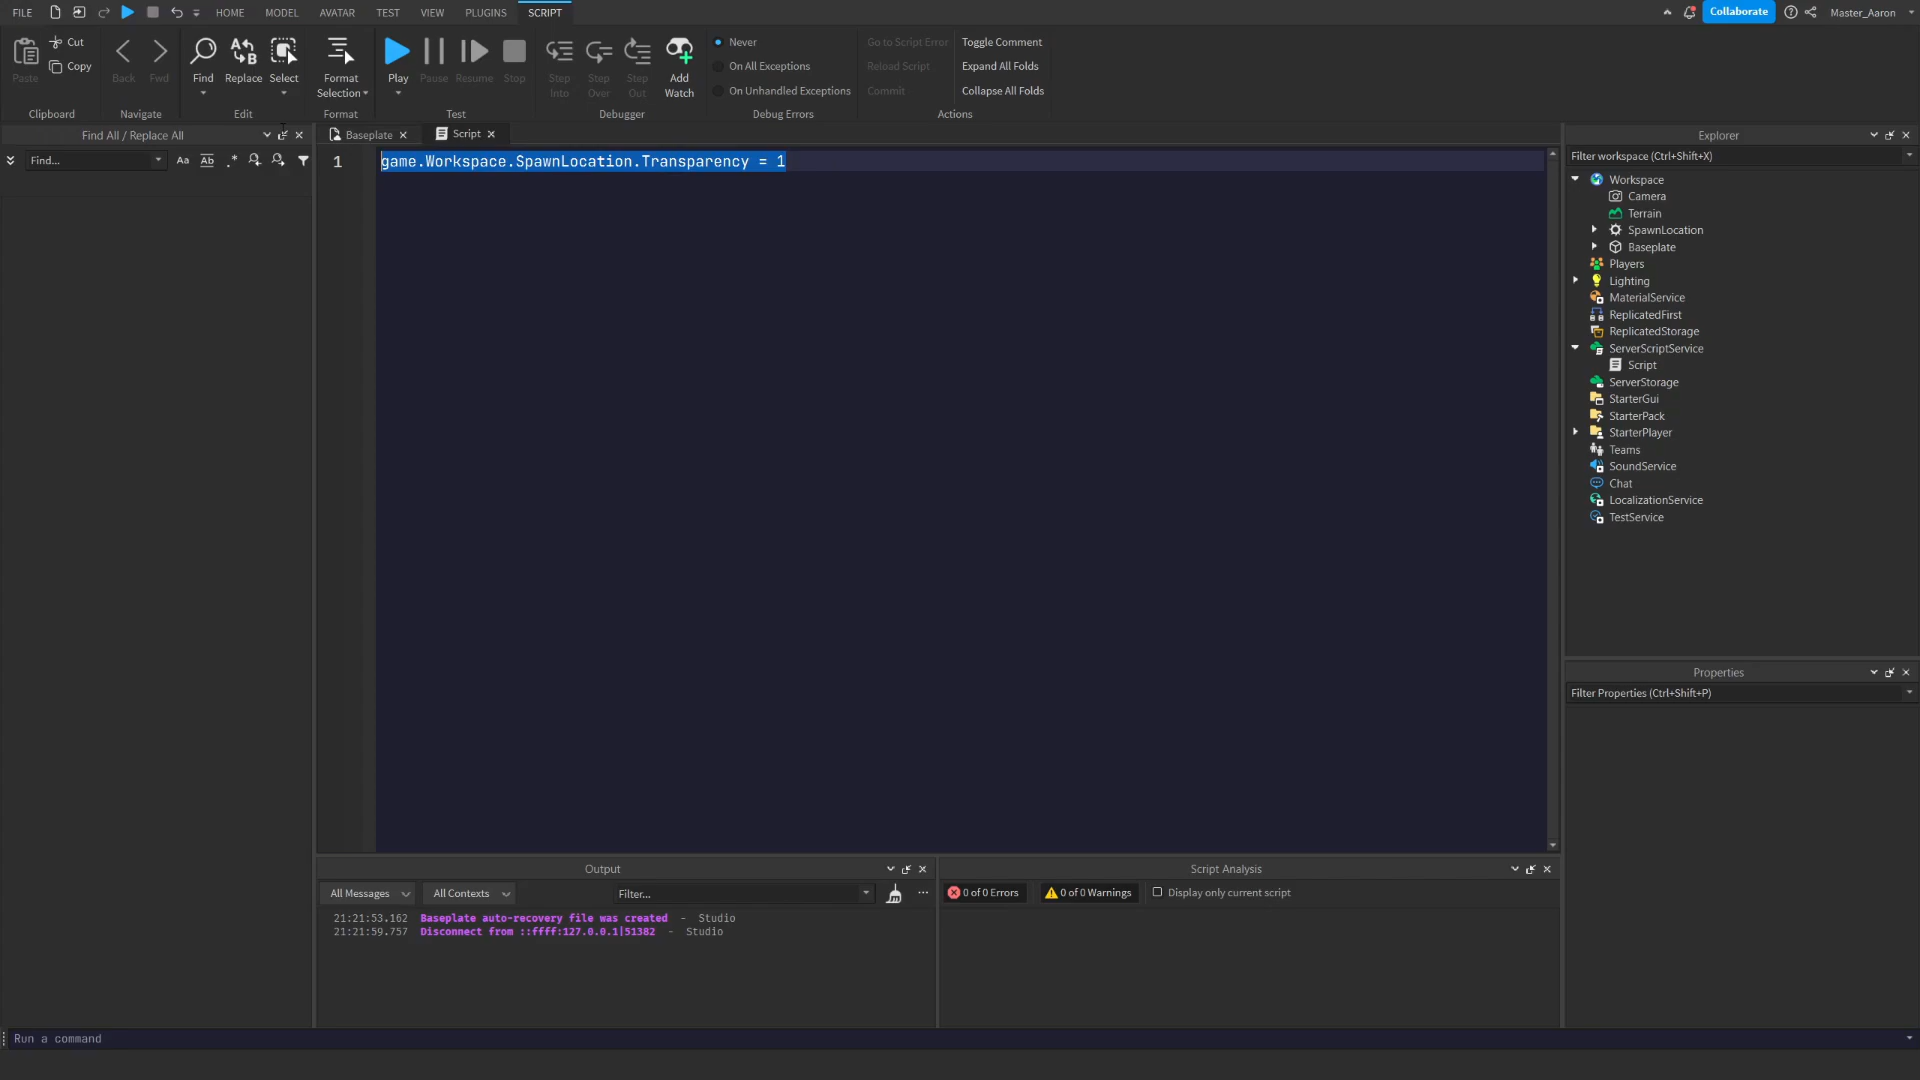 FILE HOME MODEL AVATAR TEST VIEW PLUGINS SCRIPT Collaborate Master_Aaron
Paste Cut Copy Back Fwd Find Replace Select Format Selection Play Pause Resume Stop Step Into Step Over Step Out Add Watch
Never
On All Exceptions
On Unhandled Exceptions
Go to Script Error
Reload Script
Commit
Toggle Comment
Expand All Folds
Collapse All Folds
Clipboard Navigate Edit Format Test Debugger Debug Errors Actions
Find All / Replace All
Find... Aa Ab .*
Baseplate Script
1 game.Workspace.SpawnLocation.Transparency = 1
Explorer
Filter workspace (Ctrl+Shift+X)
Workspace
Camera
Terrain
SpawnLocation
Baseplate
Players
Lighting
MaterialService
ReplicatedFirst
ReplicatedStorage
ServerScriptService
Script
ServerStorage
StarterGui
StarterPack
StarterPlayer
Teams
SoundService
Chat
LocalizationService
TestService
Properties
Filter Properties (Ctrl+Shift+P)
Output
All Messages All Contexts Filter...
21:21:53.162 Baseplate auto-recovery file was created - Studio
21:21:59.757 Disconnect from ::ffff:127.0.0.1|51382 - Studio
Script Analysis
0 of 0 Errors 0 of 0 Warnings Display only current script
Run a command